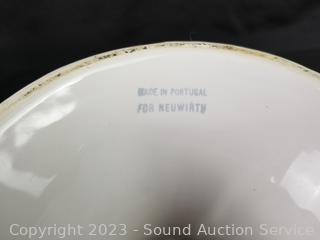 MADE IN PORTUGAL
FOR NEUWIRTH
Copyright 2023 - Sound Auction Service